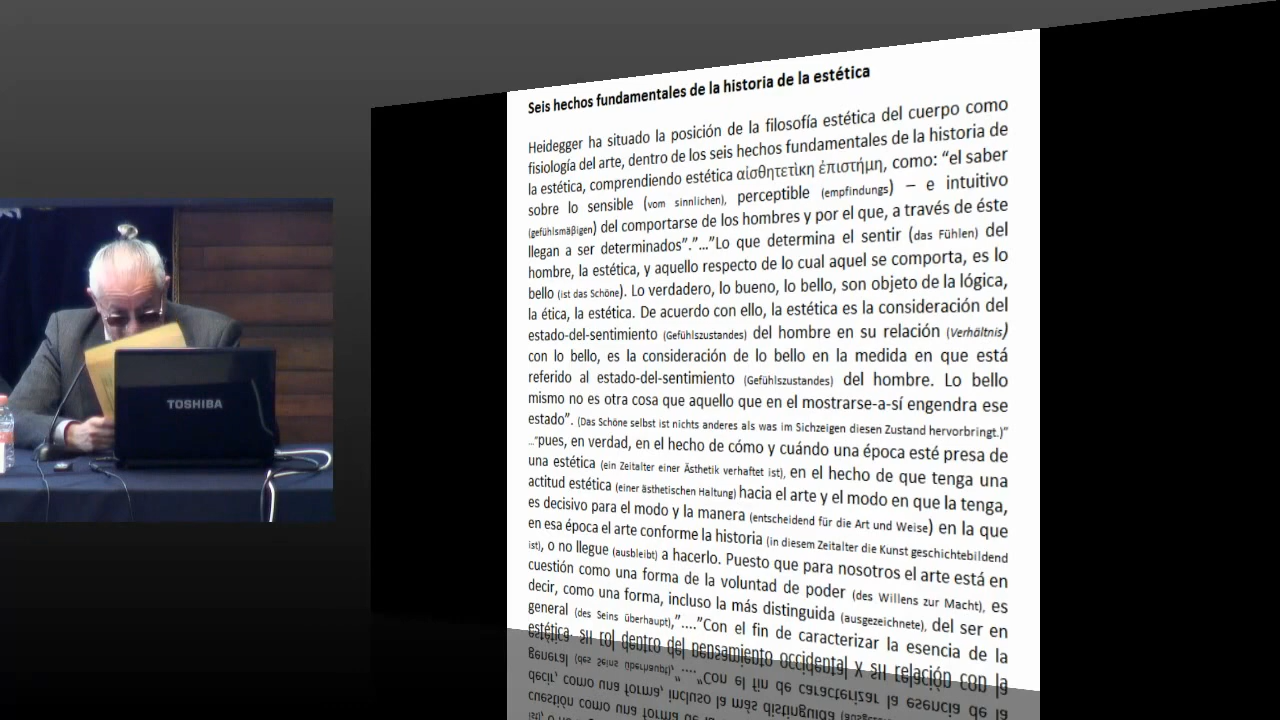 Seis hechos fundamentales de la historia de la estética
Heidegger ha situado la posición de la filosofía estética del cuerpo como
fisiología del arte, dentro de los seis hechos fundamentales de la historia de
la estética, comprendiendo estética αἰσθητετὶκη ἐπιστήμη, como: “el saber
sobre lo sensible (vom sinnlichen), perceptible (empfindungs) – e intuitivo
(gefühlsmäßigen) del comportarse de los hombres y por el que, a través de éste
llegan a ser determinados”.”...”Lo que determina el sentir (das Fühlen) del
hombre, la estética, y aquello respecto de lo cual aquel se comporta, es lo
bello (ist das Schöne). Lo verdadero, lo bueno, lo bello, son objeto de la lógica,
la ética, la estética. De acuerdo con ello, la estética es la consideración del
estado-del-sentimiento (Gefühlszustandes) del hombre en su relación (Verhältnis)
con lo bello, es la consideración de lo bello en la medida en que está
referido al estado-del-sentimiento (Gefühlszustandes) del hombre. Lo bello
mismo no es otra cosa que aquello que en el mostrarse-a-sí engendra ese
estado”. (Das Schöne selbst ist nichts anderes als was im Sichzeigen diesen Zustand hervorbringt.)”
...”pues, en verdad, en el hecho de cómo y cuándo una época esté presa de
una estética (ein Zeitalter einer Ästhetik verhaftet ist), en el hecho de que tenga una
actitud estética (einer ästhetischen Haltung) hacia el arte y el modo en que la tenga,
es decisivo para el modo y la manera (entscheidend für die Art und Weise) en la que
en esa época el arte conforme la historia (in diesem Zeitalter die Kunst geschichtebildend
ist), o no llegue (ausbleibt) a hacerlo. Puesto que para nosotros el arte está en
cuestión como una forma de la voluntad de poder (des Willens zur Macht), es
decir, como una forma, incluso la más distinguida (ausgezeichnete), del ser en
general (des Seins überhaupt),”....”Con el fin de caracterizar la esencia de la
estética, su rol dentro del pensamiento occidental y su relación con la
TOSHIBA